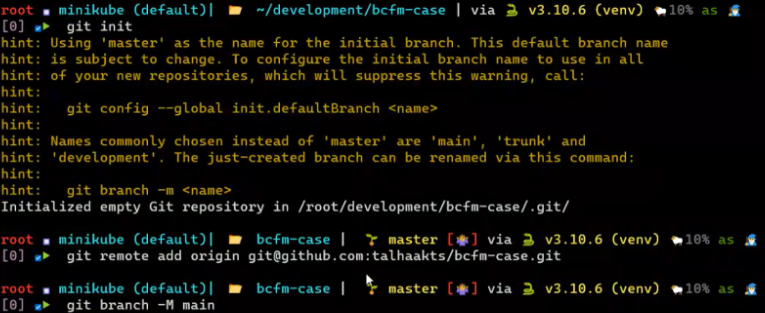 root minikube (default)| ~/development/bcfm-case | via v3.10.6 (venv) 10% as
[0] git init
hint: Using 'master' as the name for the initial branch. This default branch name
hint: is subject to change. To configure the initial branch name to use in all
hint: of your new repositories, which will suppress this warning, call:
hint:
hint:   git config --global init.defaultBranch <name>
hint:
hint: Names commonly chosen instead of 'master' are 'main', 'trunk' and
hint: 'development'. The just-created branch can be renamed via this command:
hint:
hint:   git branch -m <name>
Initialized empty Git repository in /root/development/bcfm-case/.git/
root minikube (default)| bcfm-case | master [🤷] via v3.10.6 (venv) 10% as
[0] git remote add origin git@github.com:talhaakts/bcfm-case.git
root minikube (default)| bcfm-case | master [🤷] via v3.10.6 (venv) 10% as
[0] git branch -M main